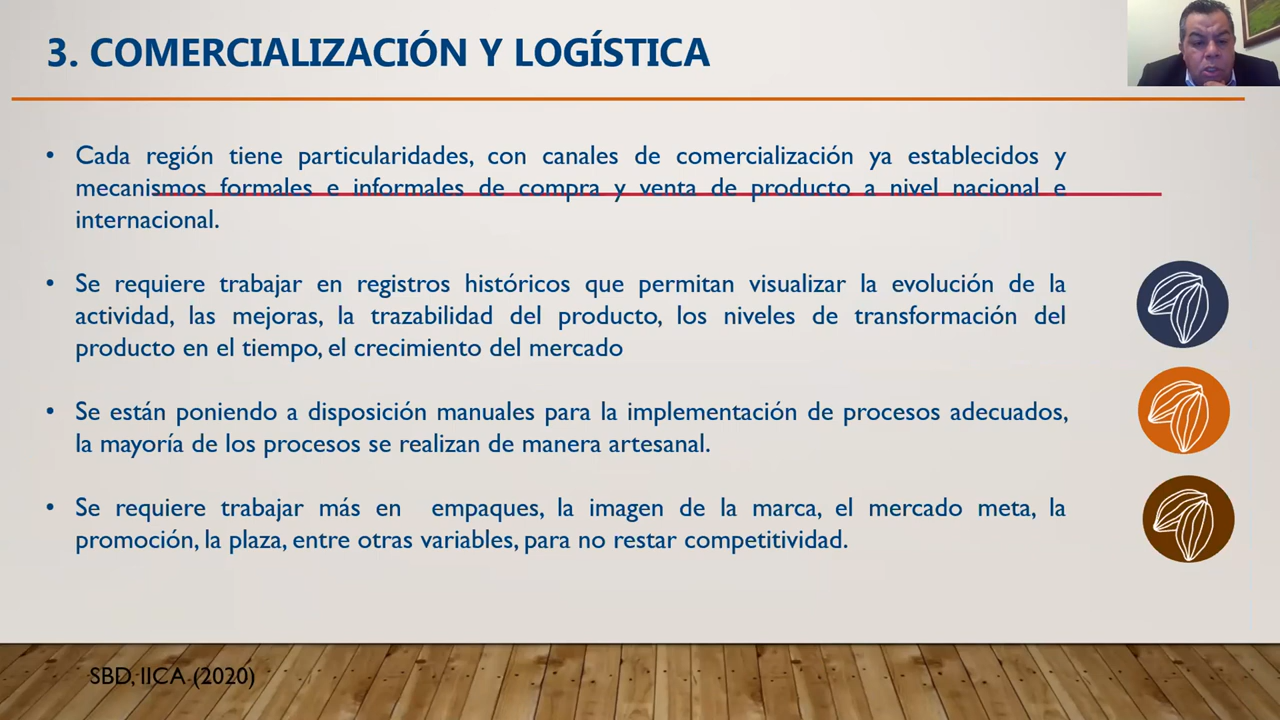 3. COMERCIALIZACIÓN Y LOGÍSTICA
• Cada región tiene particularidades, con canales de comercialización ya establecidos y
mecanismos formales e informales de compra y venta de producto a nivel nacional e
internacional.
• Se requiere trabajar en registros históricos que permitan visualizar la evolución de la
actividad, las mejoras, la trazabilidad del producto, los niveles de transformación del
producto en el tiempo, el crecimiento del mercado
• Se están poniendo a disposición manuales para la implementación de procesos adecuados,
la mayoría de los procesos se realizan de manera artesanal.
• Se requiere trabajar más en empaques, la imagen de la marca, el mercado meta, la
promoción, la plaza, entre otras variables, para no restar competitividad.
SBD, IICA (2020)